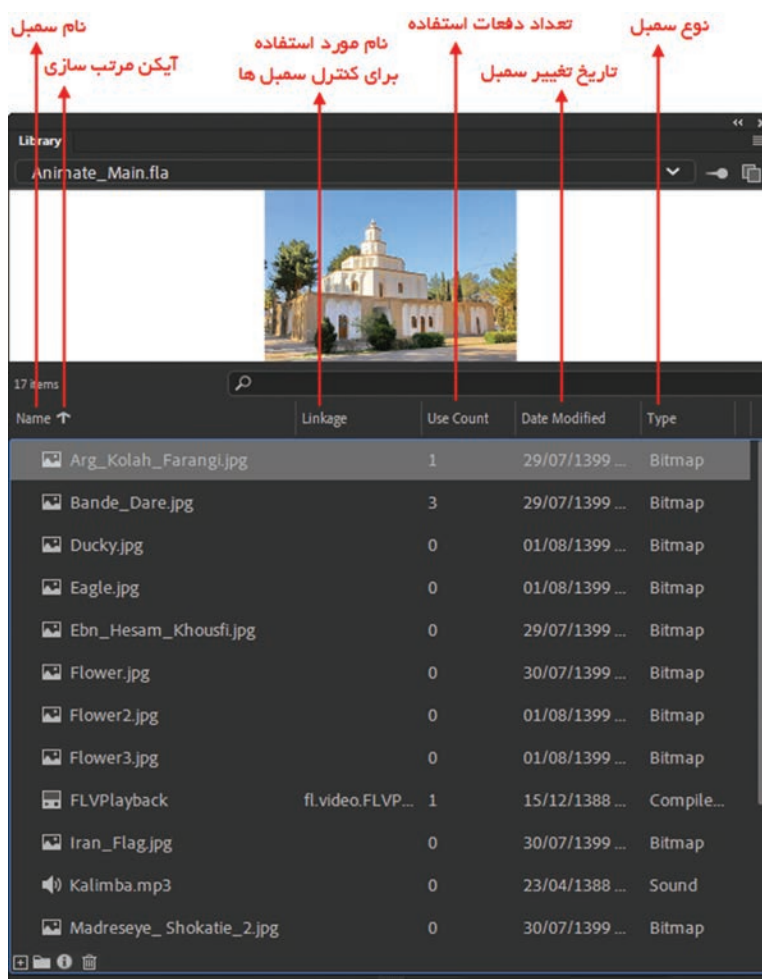 نام سمبل
آیکن مرتب سازی
نام مورد استفاده
برای کنترل سمبل ها
تعداد دفعات استفاده
تاریخ تغییر سمبل
نوع سمبل
Library
Animate_Main.fla
17 items
Name Linkage Use Count Date Modified Type
Arg_Kolah_Farangi.jpg 1 29/07/1399 ... Bitmap
Bande_Dare.jpg 3 29/07/1399 ... Bitmap
Ducky.jpg 0 01/08/1399 ... Bitmap
Eagle.jpg 0 01/08/1399 ... Bitmap
Ebn_Hesam_Khousfi.jpg 0 29/07/1399 ... Bitmap
Flower.jpg 0 30/07/1399 ... Bitmap
Flower2.jpg 0 01/08/1399 ... Bitmap
Flower3.jpg 0 01/08/1399 ... Bitmap
FLVPlayback fl.video.FLVP... 1 15/12/1388 ... Compile...
Iran_Flag.jpg 0 30/07/1399 ... Bitmap
Kalimba.mp3 0 23/04/1388 ... Sound
Madreseye_ Shokatie_2.jpg 0 30/07/1399 ... Bitmap